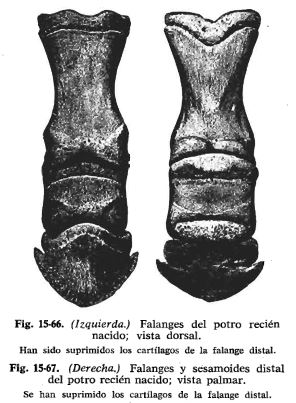 Fig. 15-66. (Izquierda.) Falanges del potro recién
nacido; vista dorsal.
Han sido suprimidos los cartílagos de la falange distal.
Fig. 15-67. (Derecha.) Falanges y sesamoides distal
del potro recién nacido; vista palmar.
Se han suprimido los cartílagos de la falange distal.